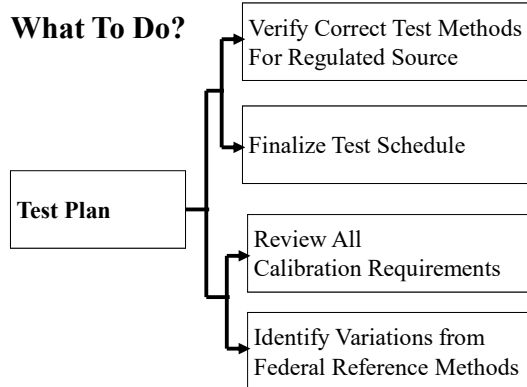 What To Do?
Verify Correct Test Methods
For Regulated Source
Finalize Test Schedule
Test Plan
Review All
Calibration Requirements
Identify Variations from
Federal Reference Methods